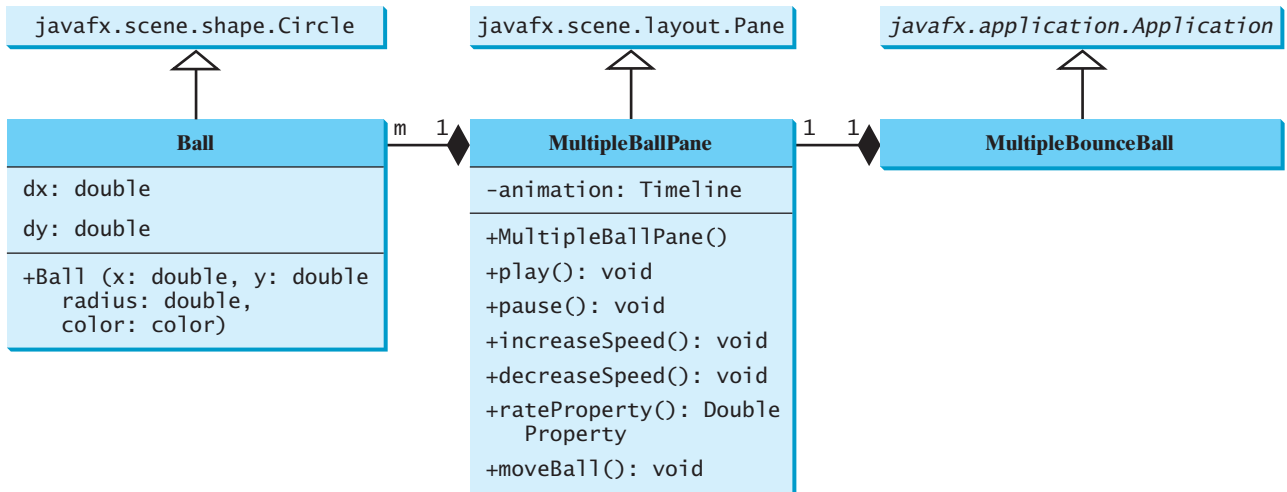 javafx.scene.shape.Circle
javafx.scene.layout.Pane
javafx.application.Application
Ball
dx: double
dy: double
+Ball (x: double, y: double
radius: double,
color: color)
m 1
MultipleBallPane
-animation: Timeline
+MultipleBallPane()
+play(): void
+pause(): void
+increaseSpeed(): void
+decreaseSpeed(): void
+rateProperty(): Double
Property
+moveBall(): void
1 1
MultipleBounceBall